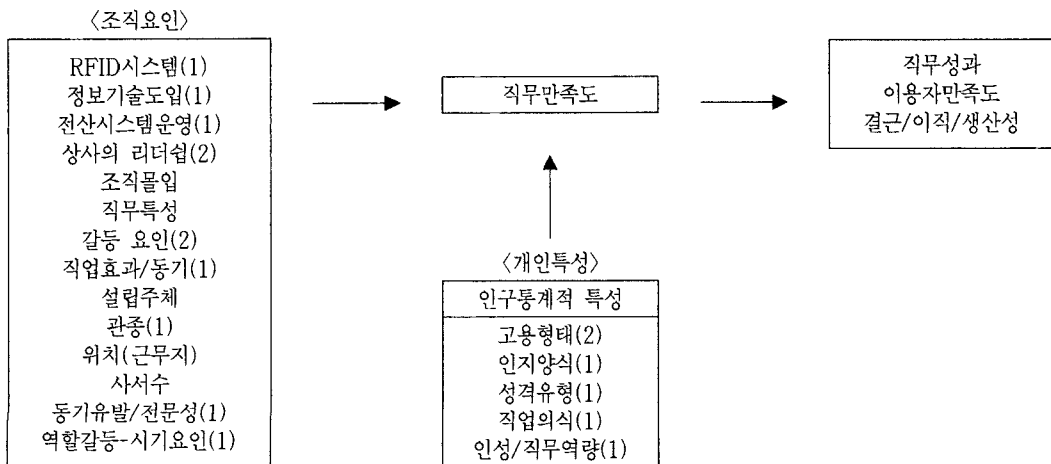 〈조직요인〉
RFID시스템(1)
정보기술도입(1)
전산시스템운영(1)
상사의 리더쉽(2)
조직몰입
직무특성
갈등 요인(2)
직업효과/동기(1)
설립주체
관종(1)
위치(근무지)
사서수
동기유발/전문성(1)
역할갈등-시기요인(1)
직무만족도
직무성과
이용자만족도
결근/이직/생산성
〈개인특성〉
인구통계적 특성
고용형태(2)
인지양식(1)
성격유형(1)
직업의식(1)
인성/직무역량(1)